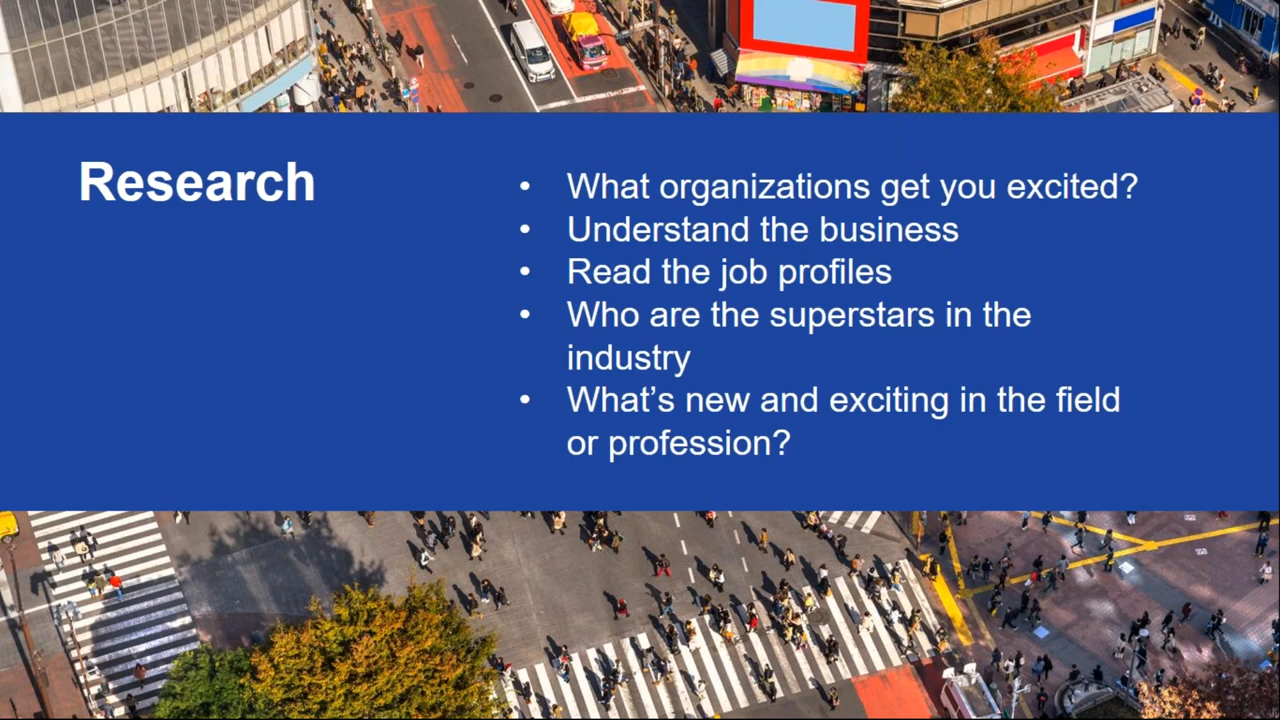 Research
• What organizations get you excited?
• Understand the business
• Read the job profiles
• Who are the superstars in the
industry
• What’s new and exciting in the field
or profession?